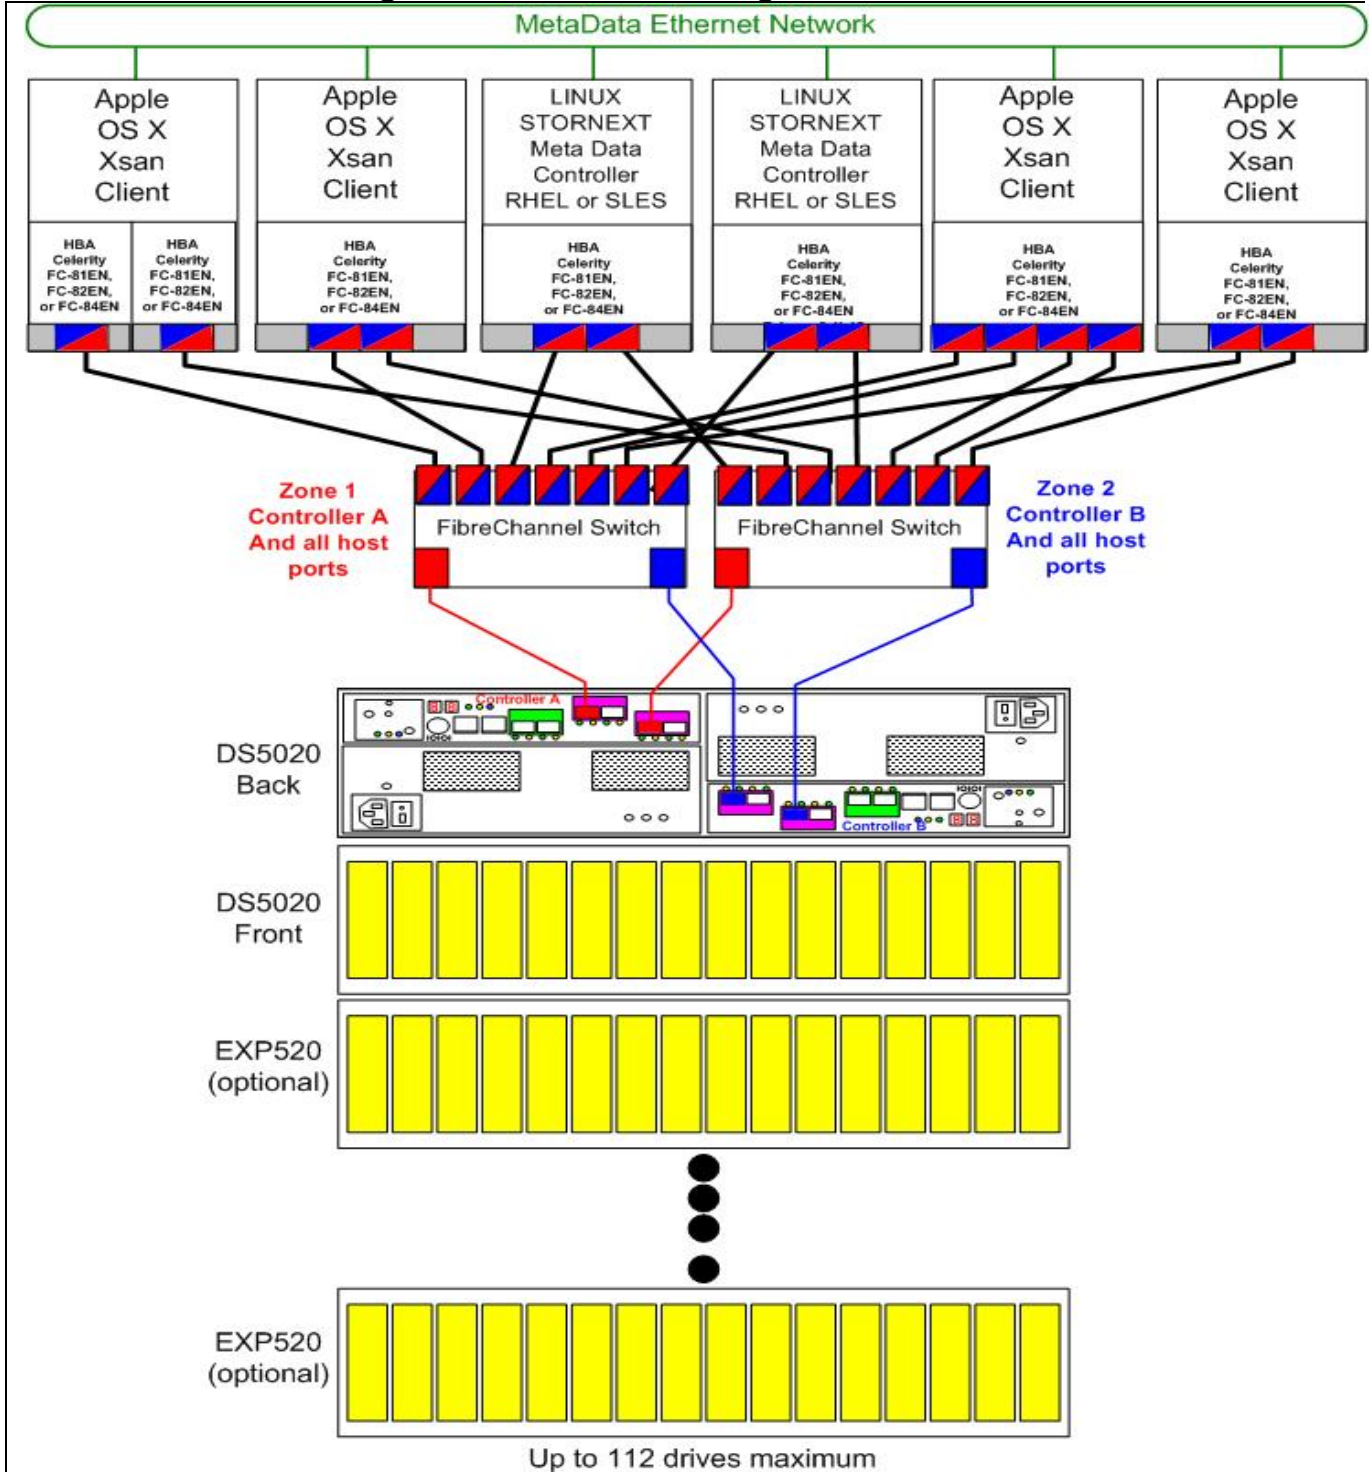 MetaData Ethernet Network
Apple
OS X
Xsan
Client
Apple
OS X
Xsan
Client
LINUX
STORNEXT
Meta Data
Controller
RHEL or SLES
LINUX
STORNEXT
Meta Data
Controller
RHEL or SLES
Apple
OS X
Xsan
Client
Apple
OS X
Xsan
Client
HBA
Celerity
FC-81EN,
FC-82EN,
or FC-84EN
HBA
Celerity
FC-81EN,
FC-82EN,
or FC-84EN
HBA
Celerity
FC-81EN,
FC-82EN,
or FC-84EN
HBA
Celerity
FC-81EN,
FC-82EN,
or FC-84EN
HBA
Celerity
FC-81EN,
FC-82EN,
or FC-84EN
HBA
Celerity
FC-81EN,
FC-82EN,
or FC-84EN
HBA
Celerity
FC-81EN,
FC-82EN,
or FC-84EN
Zone 1
Controller A
And all host
ports
FibreChannel Switch
FibreChannel Switch
Zone 2
Controller B
And all host
ports
Controller A
DS5020
Back
Controller B
DS5020
Front
EXP520
(optional)
EXP520
(optional)
Up to 112 drives maximum